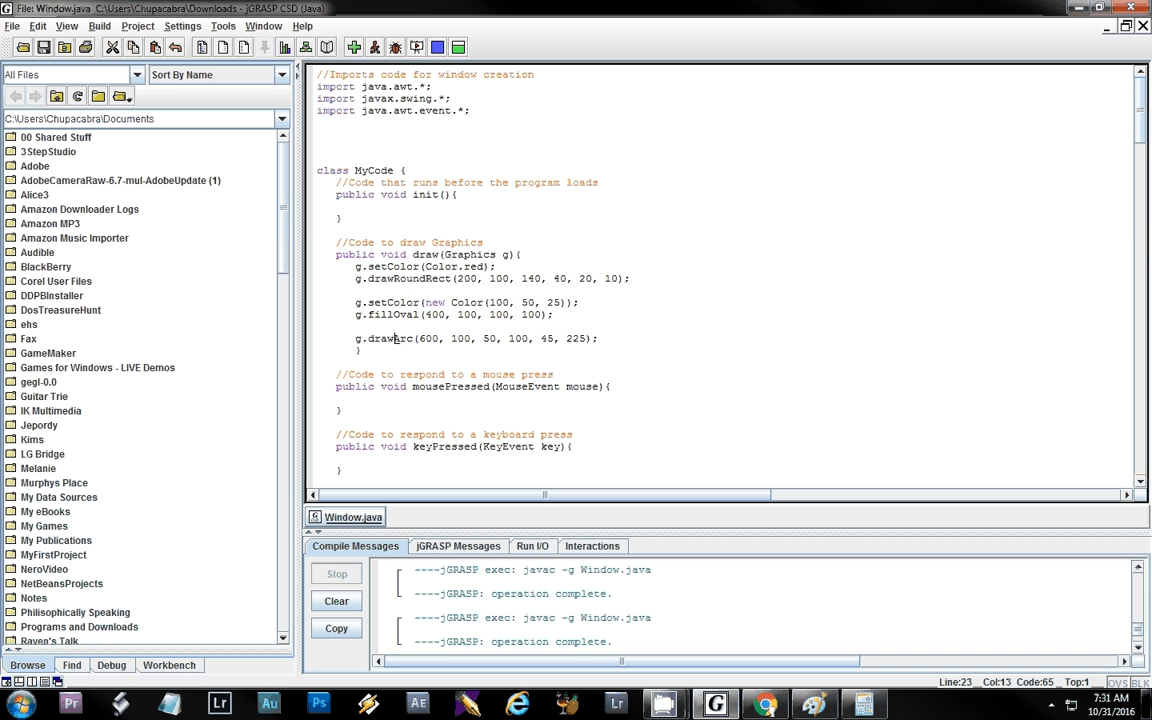 File: Window.java C:\Users\Chupacabra\Downloads - jGRASP CSD (Java)
File Edit View Build Project Settings Tools Window Help
All Files Sort By Name
C:\Users\Chupacabra\Documents
00 Shared Stuff
3StepStudio
Adobe
AdobeCameraRaw-6.7-mul-AdobeUpdate (1)
Alice3
Amazon Downloader Logs
Amazon MP3
Amazon Music Importer
Audible
BlackBerry
Corel User Files
DDPBInstaller
DosTreasureHunt
ehs
Fax
GameMaker
Games for Windows - LIVE Demos
gegl-0.0
Guitar Trie
IK Multimedia
Jepordy
Kims
LG Bridge
Melanie
Murphys Place
My Data Sources
My eBooks
My Games
My Publications
MyFirstProject
NeroVideo
NetBeansProjects
Notes
Philisophically Speaking
Programs and Downloads
Raven's Talk
Browse Find Debug Workbench
//Imports code for window creation
import java.awt.*;
import javax.swing.*;
import java.awt.event.*;
class MyCode {
//Code that runs before the program loads
public void init(){
}
//Code to draw Graphics
public void draw(Graphics g){
g.setColor(Color.red);
g.drawRoundRect(200, 100, 140, 40, 20, 10);
g.setColor(new Color(100, 50, 25));
g.fillOval(400, 100, 100, 100);
g.drawArc(600, 100, 50, 100, 45, 225);
}
//Code to respond to a mouse press
public void mousePressed(MouseEvent mouse){
}
//Code to respond to a keyboard press
public void keyPressed(KeyEvent key){
}
Window.java
Compile Messages jGRASP Messages Run I/O Interactions
Stop
Clear
Copy
----jGRASP exec: javac -g Window.java
----jGRASP: operation complete.
----jGRASP exec: javac -g Window.java
----jGRASP: operation complete.
Line:23 Col:13 Code:65 Top:1 OVS BLK
Pr Lr Au Ps AE Lr G
7:31 AM
10/31/2016